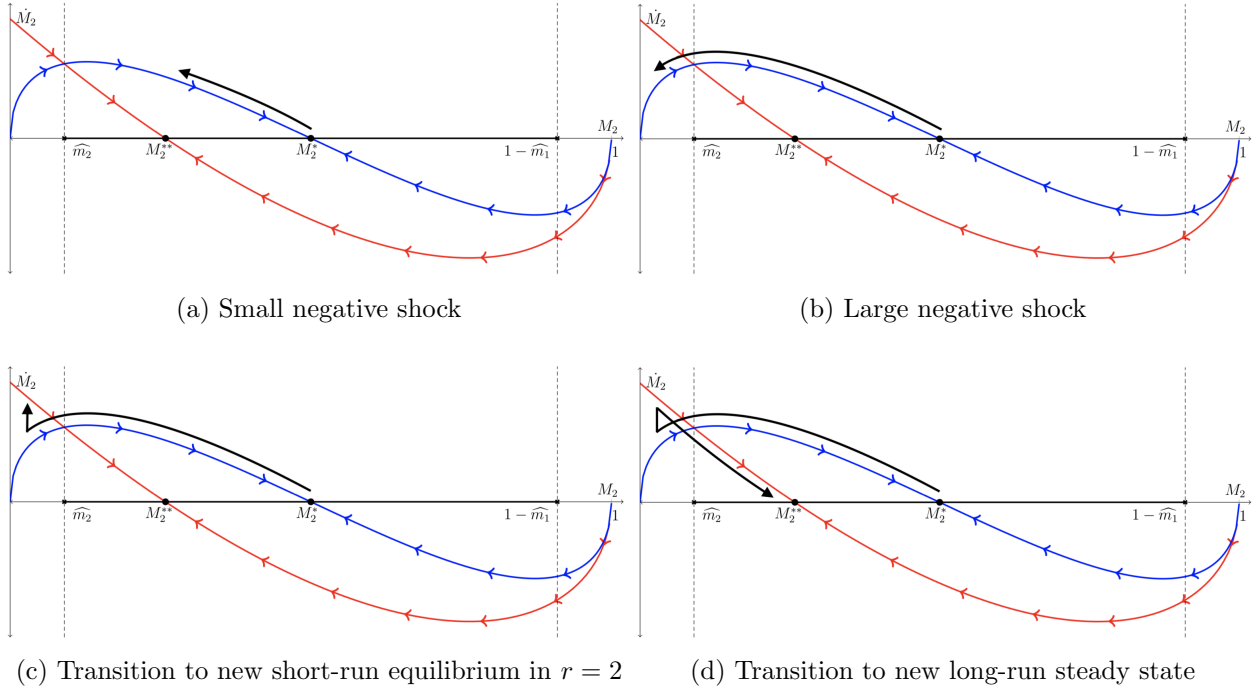 Ṁ₂
M₂
m̂₂ M₂** M₂* 1 − m̂₁ 1
(a) Small negative shock
Ṁ₂
M₂
m̂₂ M₂** M₂* 1 − m̂₁ 1
(b) Large negative shock
Ṁ₂
M₂
m̂₂ M₂** M₂* 1 − m̂₁ 1
(c) Transition to new short-run equilibrium in r = 2
Ṁ₂
M₂
m̂₂ M₂** M₂* 1 − m̂₁ 1
(d) Transition to new long-run steady state